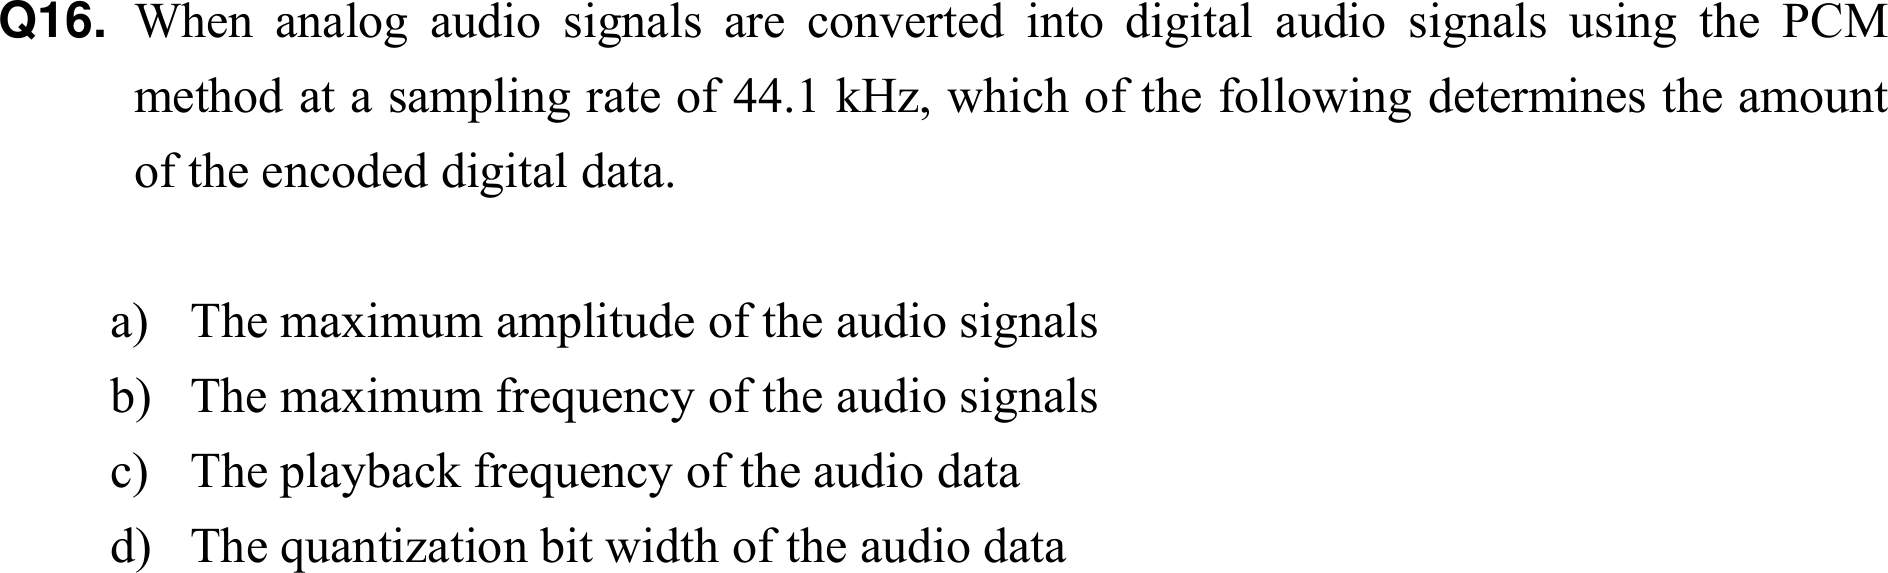 Q16. When analog audio signals are converted into digital audio signals using the PCM
method at a sampling rate of 44.1 kHz, which of the following determines the amount
of the encoded digital data.
a) The maximum amplitude of the audio signals
b) The maximum frequency of the audio signals
c) The playback frequency of the audio data
d) The quantization bit width of the audio data